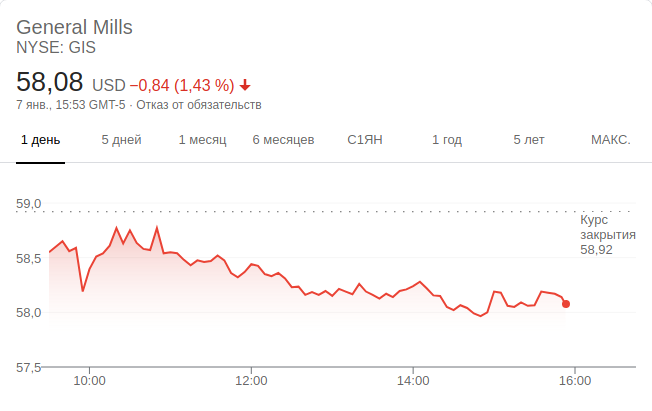 General Mills
NYSE: GIS
58,08 USD −0,84 (1,43 %)
7 янв., 15:53 GMT-5 · Отказ от обязательств
1 день 5 дней 1 месяц 6 месяцев С1ЯН 1 год 5 лет МАКС.
59,0
Курс
закрытия
58,92
58,5
58,0
57,5
10:00 12:00 14:00 16:00